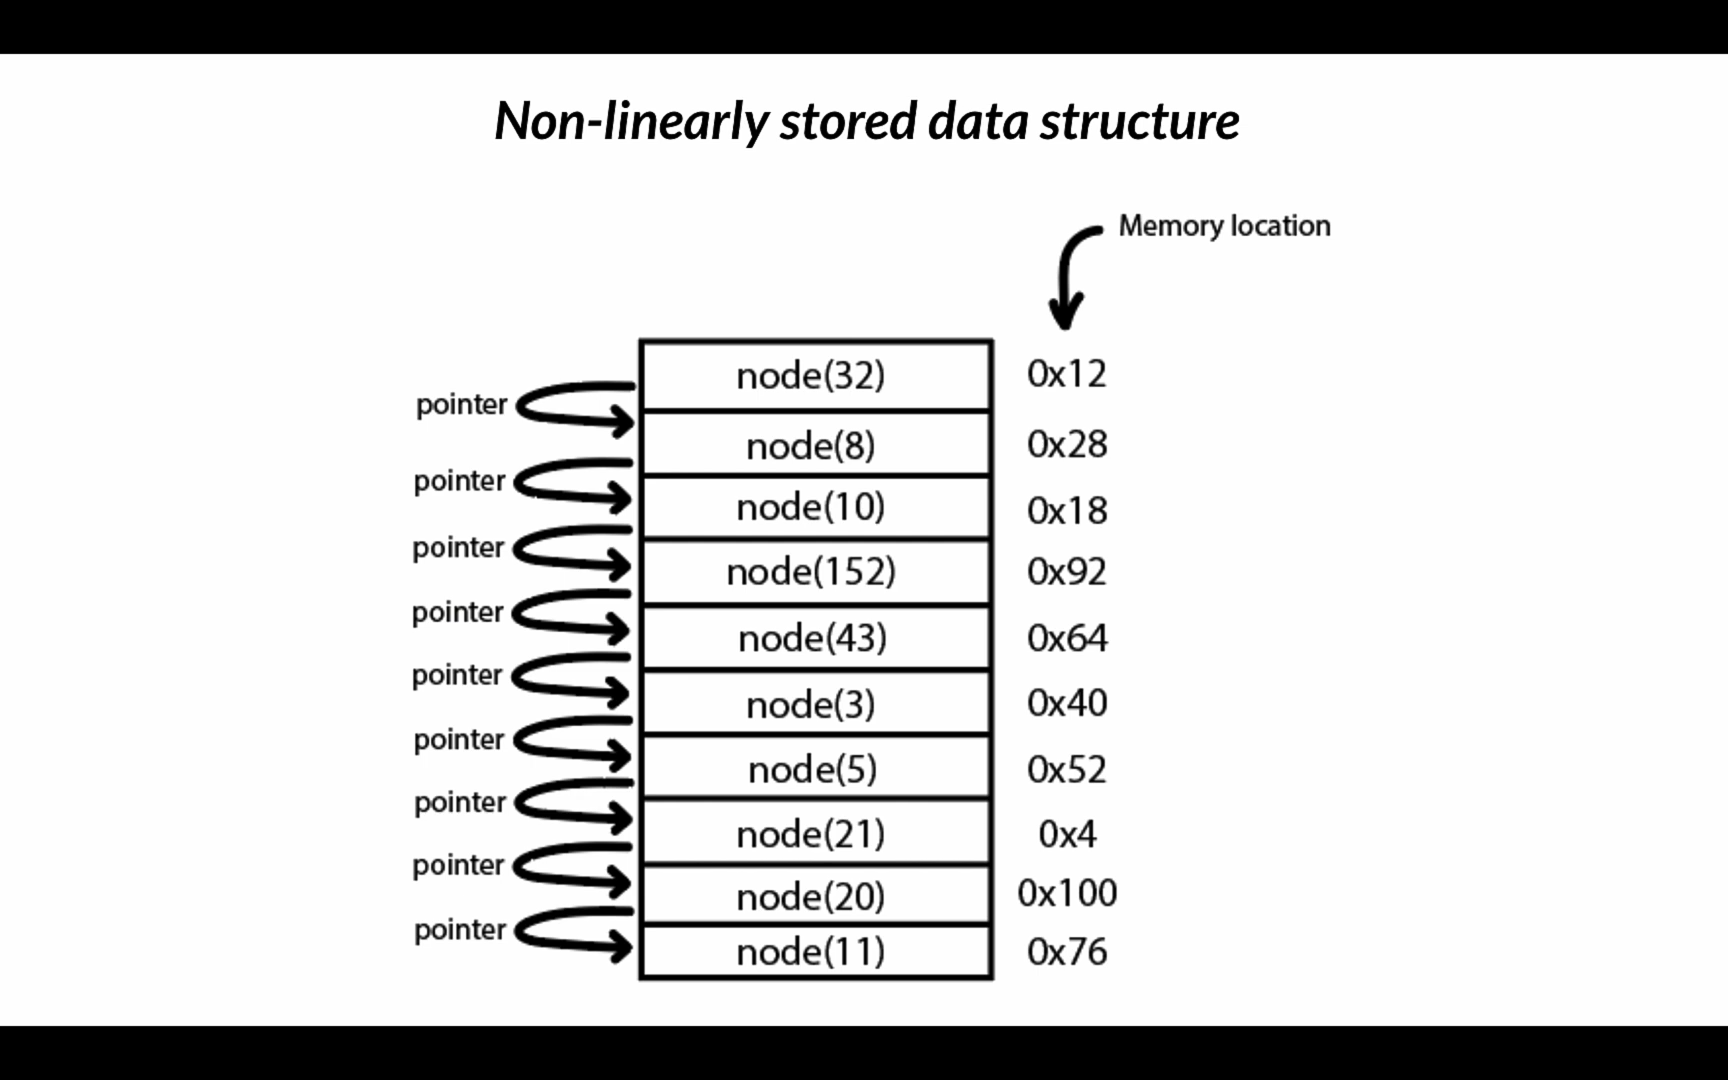 Non-linearly stored data structure
Memory location
node(32) 0x12
pointer
node(8) 0x28
pointer
node(10) 0x18
pointer
node(152) 0x92
pointer
node(43) 0x64
pointer
node(3) 0x40
pointer
node(5) 0x52
pointer
node(21) 0x4
pointer
node(20) 0x100
pointer
node(11) 0x76